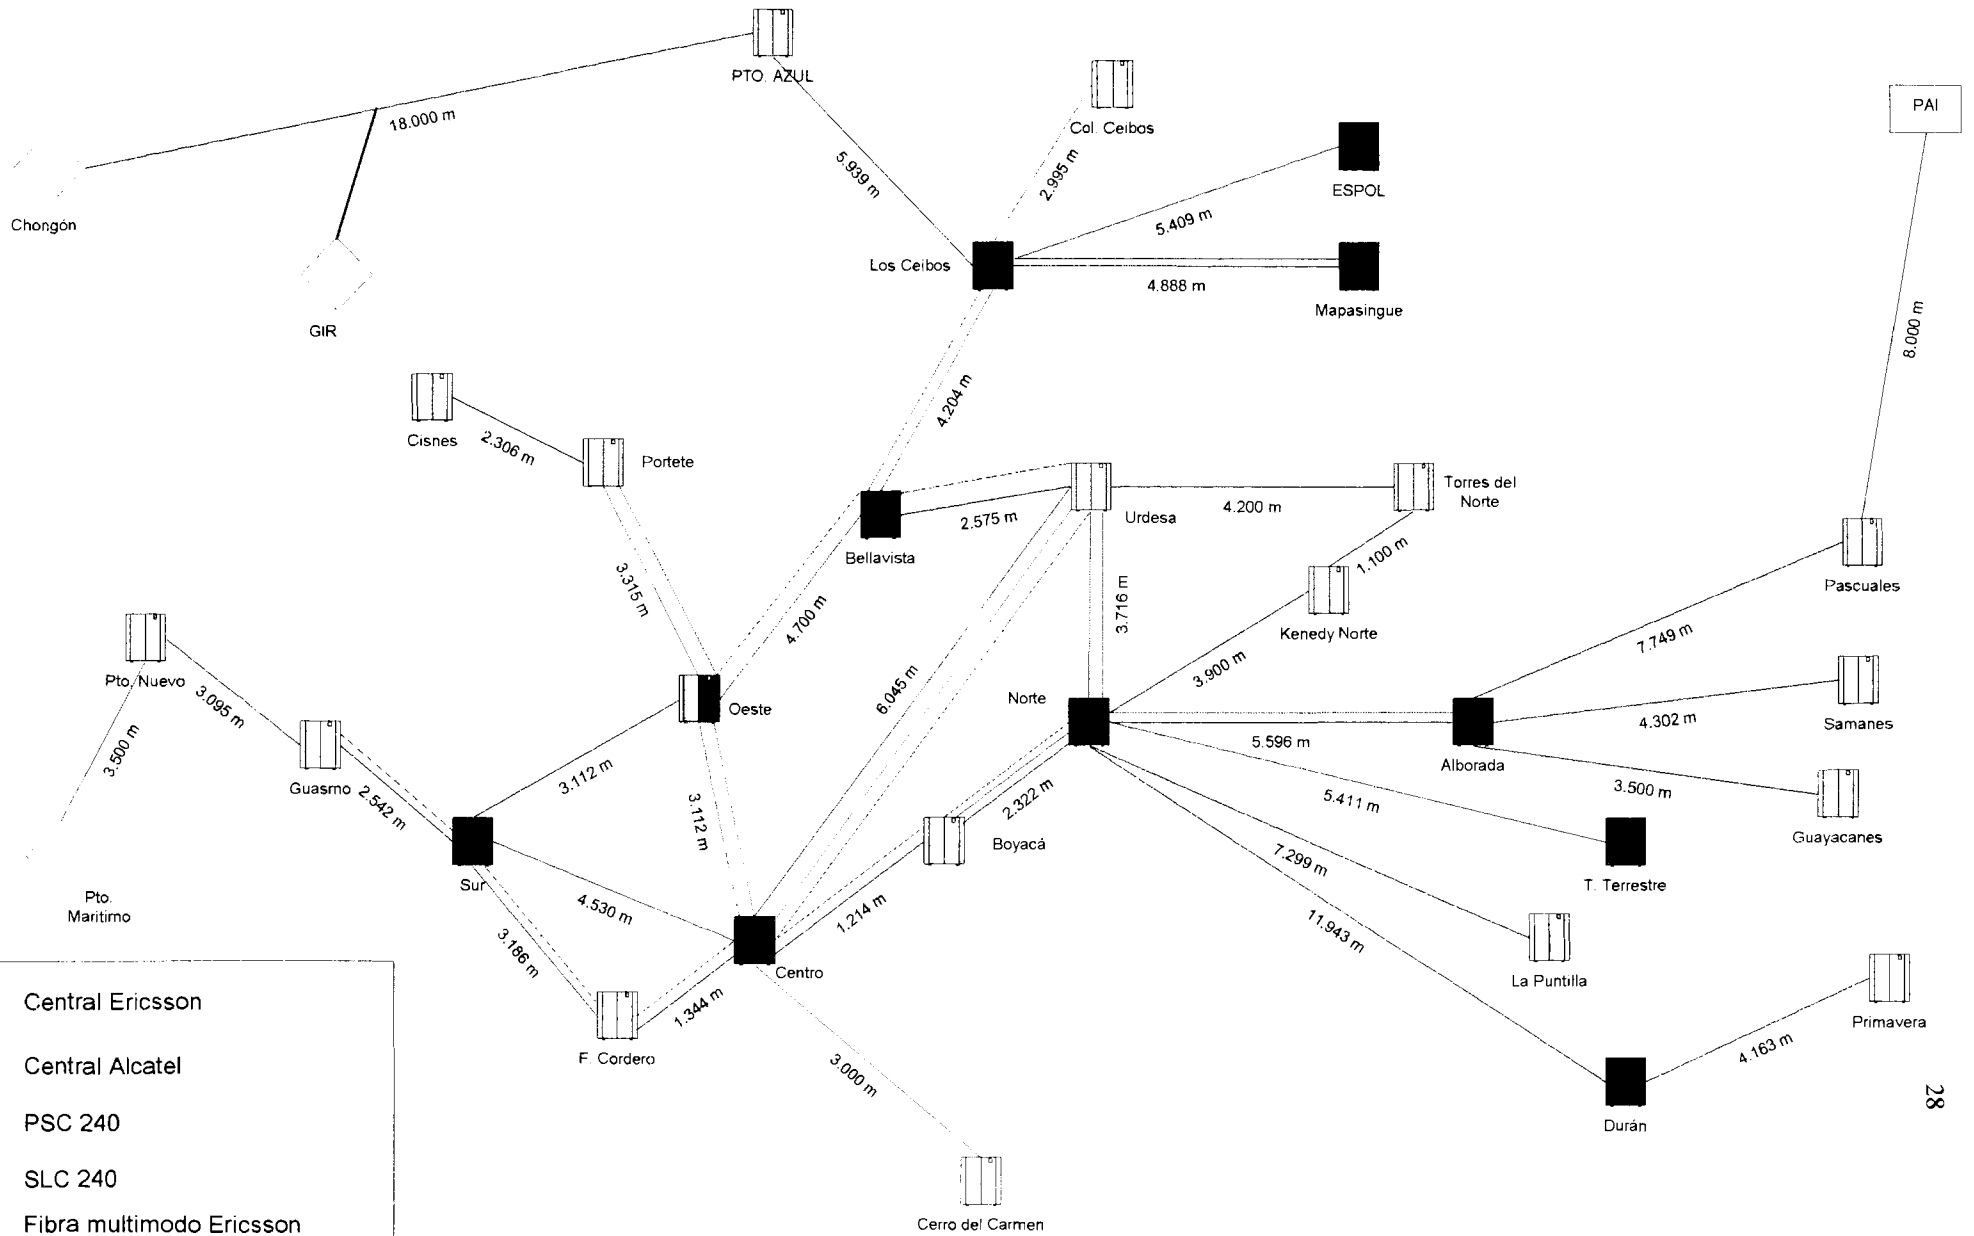 PTO. AZUL
18.000 m
Col. Ceibos
PAI
Chongón
5.939 m
2.995 m
ESPOL
5.409 m
Los Ceibos
4.888 m
Mapasingue
GIR
8.000 m
4.204 m
Cisnes
2.306 m
Portete
Torres del
Norte
4.200 m
Urdesa
2.575 m
Bellavista
1.100 m
Pascuales
3.315 m
4.700 m
3.716 m
Kenedy Norte
7.749 m
3.900 m
Pto. Nuevo
3.095 m
6.045 m
Norte
Oeste
Samanes
4.302 m
5.596 m
Alborada
3.500 m
Guasmo
2.542 m
3.112 m
3.112 m
2.322 m
5.411 m
3.500 m
Guayacanes
Boyacá
7.299 m
T. Terrestre
Sur
4.530 m
1.214 m
11.943 m
Pto.
Maritimo
3.186 m
Centro
La Puntilla
1.344 m
Primavera
F. Cordero
3.000 m
4.163 m
Durán
28
Cerro del Carmen
Central Ericsson
Central Alcatel
PSC 240
SLC 240
Fibra multimodo Ericsson